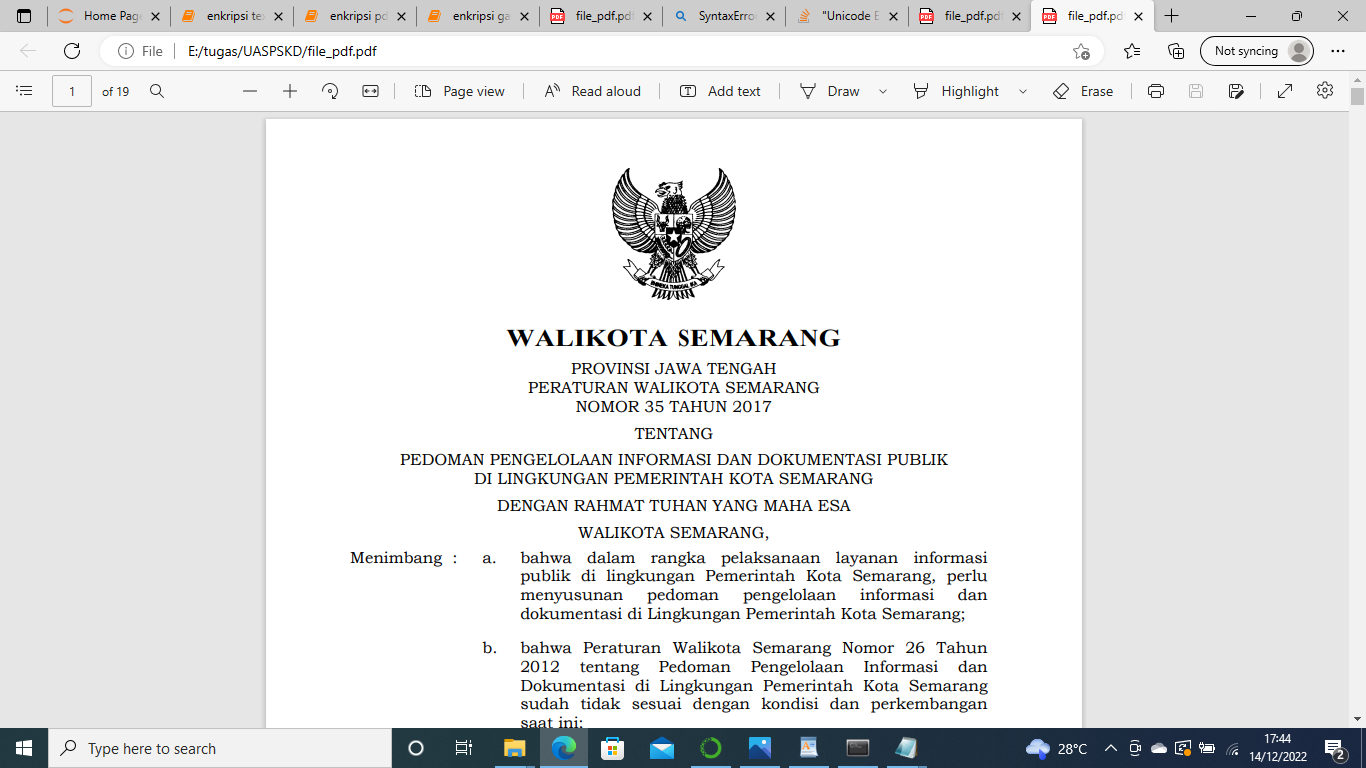 Home Page
enkripsi tex
enkripsi pd
enkripsi ga
file_pdf.pdf
SyntaxErro
"Unicode E
file_pdf.pdf
file_pdf.pdf
File
E:/tugas/UASPSKD/file_pdf.pdf
Not syncing
1 of 19
Page view
Read aloud
Add text
Draw
Highlight
Erase
BHINNEKA TUNGGAL IKA
WALIKOTA SEMARANG
PROVINSI JAWA TENGAH
PERATURAN WALIKOTA SEMARANG
NOMOR 35 TAHUN 2017
TENTANG
PEDOMAN PENGELOLAAN INFORMASI DAN DOKUMENTASI PUBLIK
DI LINGKUNGAN PEMERINTAH KOTA SEMARANG
DENGAN RAHMAT TUHAN YANG MAHA ESA
WALIKOTA SEMARANG,
Menimbang : a. bahwa dalam rangka pelaksanaan layanan informasi
publik di lingkungan Pemerintah Kota Semarang, perlu
menyusunan pedoman pengelolaan informasi dan
dokumentasi di Lingkungan Pemerintah Kota Semarang;
b. bahwa Peraturan Walikota Semarang Nomor 26 Tahun
2012 tentang Pedoman Pengelolaan Informasi dan
Dokumentasi di Lingkungan Pemerintah Kota Semarang
sudah tidak sesuai dengan kondisi dan perkembangan
saat ini;
Type here to search
28°C
17:44
14/12/2022
2